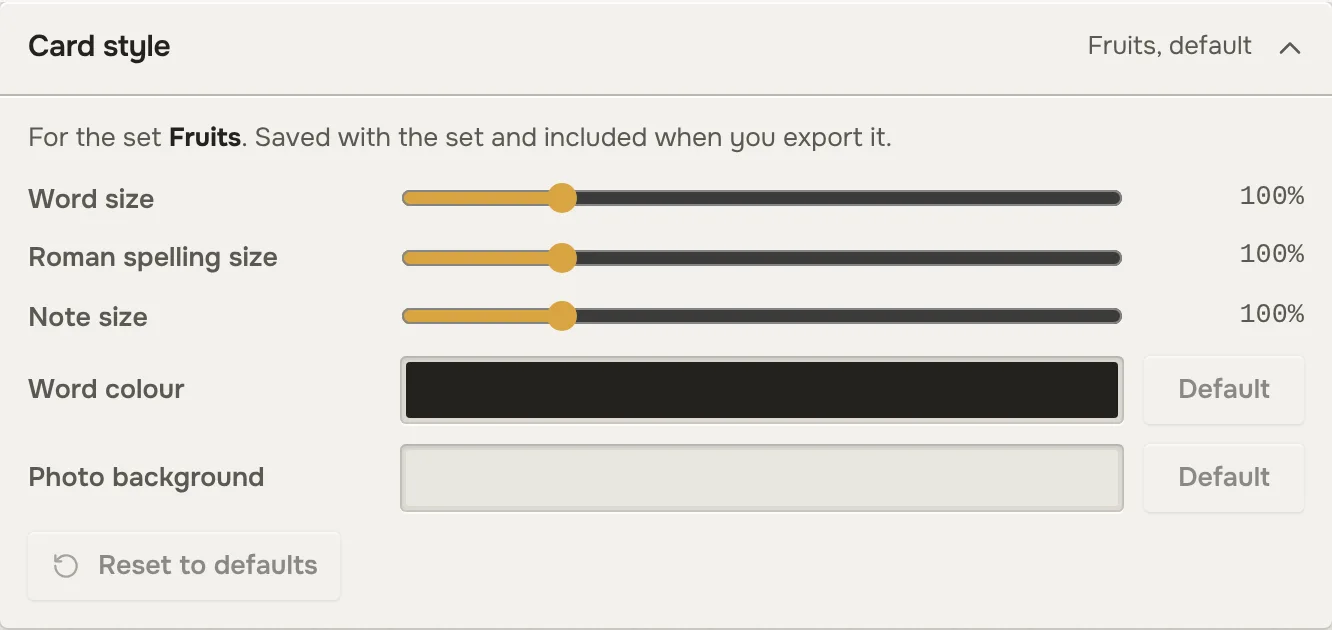 Card style
Fruits, default
For the set Fruits. Saved with the set and included when you export it.
Word size
100%
Roman spelling size
100%
Note size
100%
Word colour
Default
Photo background
Default
Reset to defaults